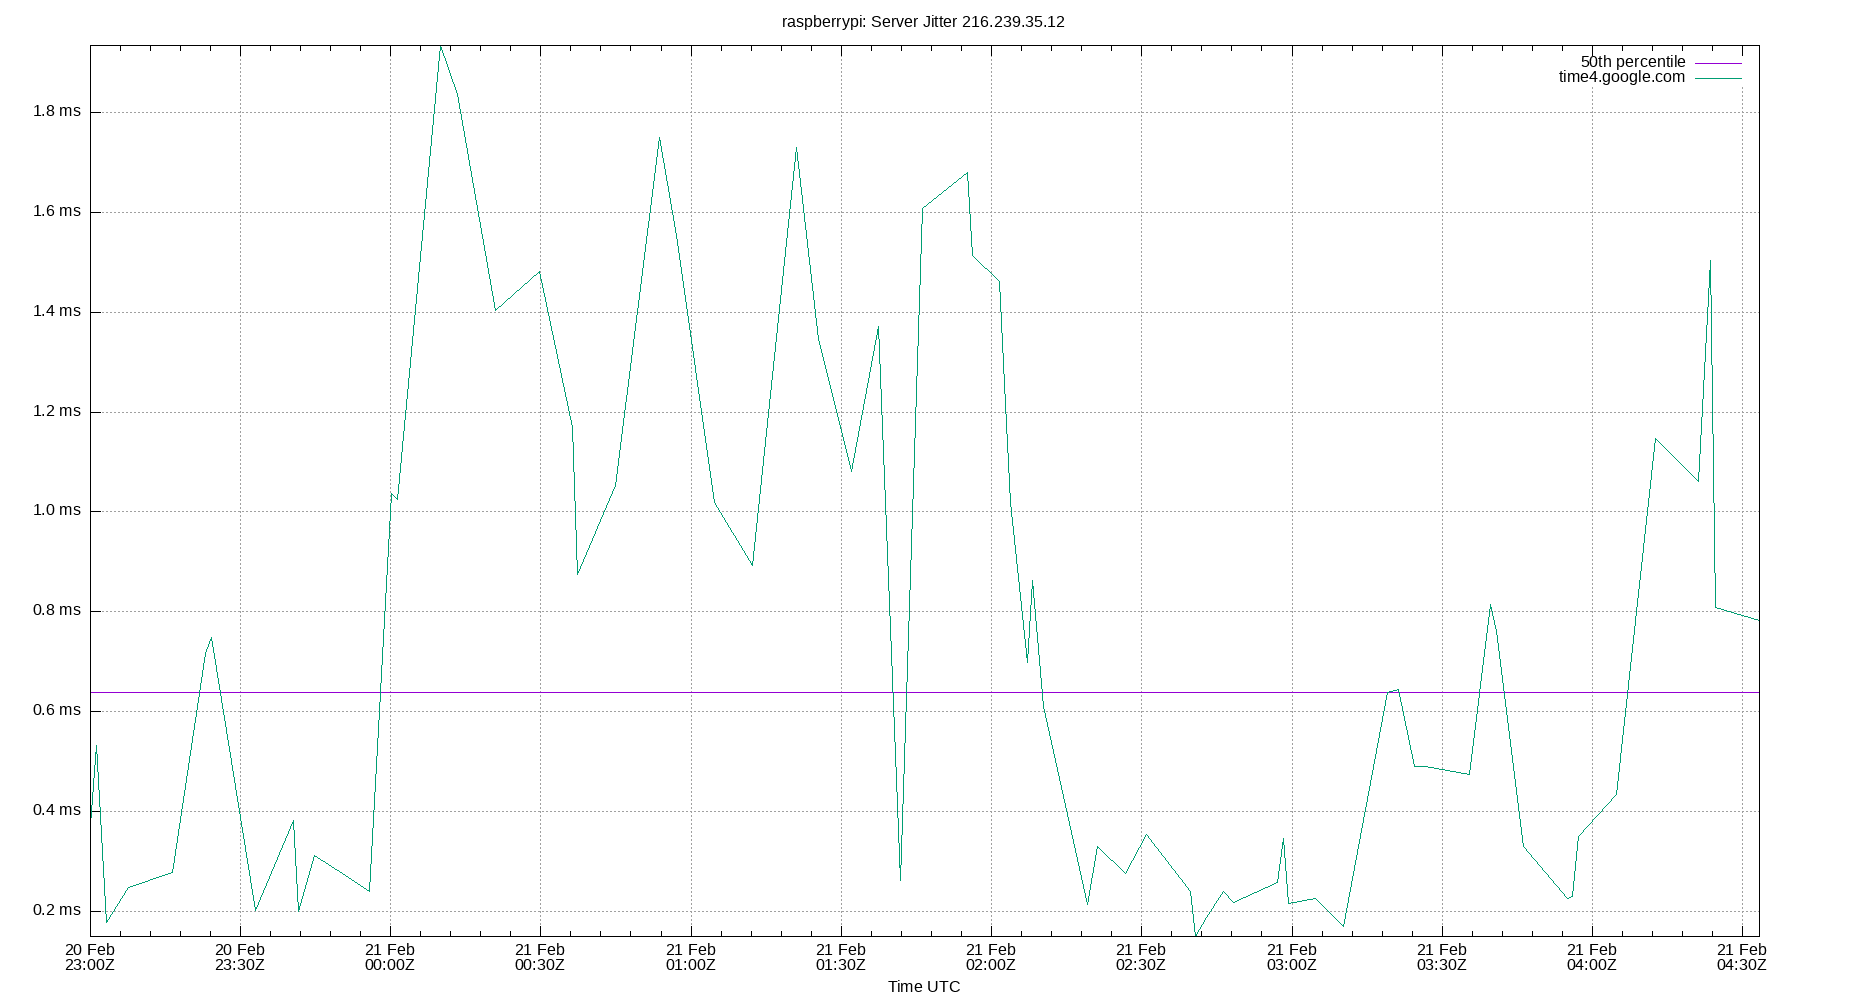 raspberrypi: Server Jitter 216.239.35.12
50th percentile
time4.google.com
1.8 ms
1.6 ms
1.4 ms
1.2 ms
1.0 ms
0.8 ms
0.6 ms
0.4 ms
0.2 ms
20 Feb 20 Feb 21 Feb 21 Feb 21 Feb 21 Feb 21 Feb 21 Feb 21 Feb 21 Feb 21 Feb 21 Feb
23:00Z 23:30Z 00:00Z 00:30Z 01:00Z 01:30Z 02:00Z 02:30Z 03:00Z 03:30Z 04:00Z 04:30Z
Time UTC